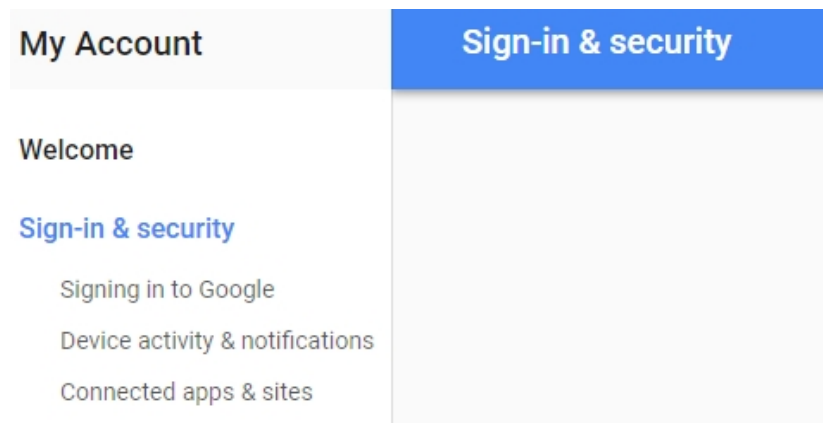 My Account
Sign-in & security
Welcome
Sign-in & security
Signing in to Google
Device activity & notifications
Connected apps & sites